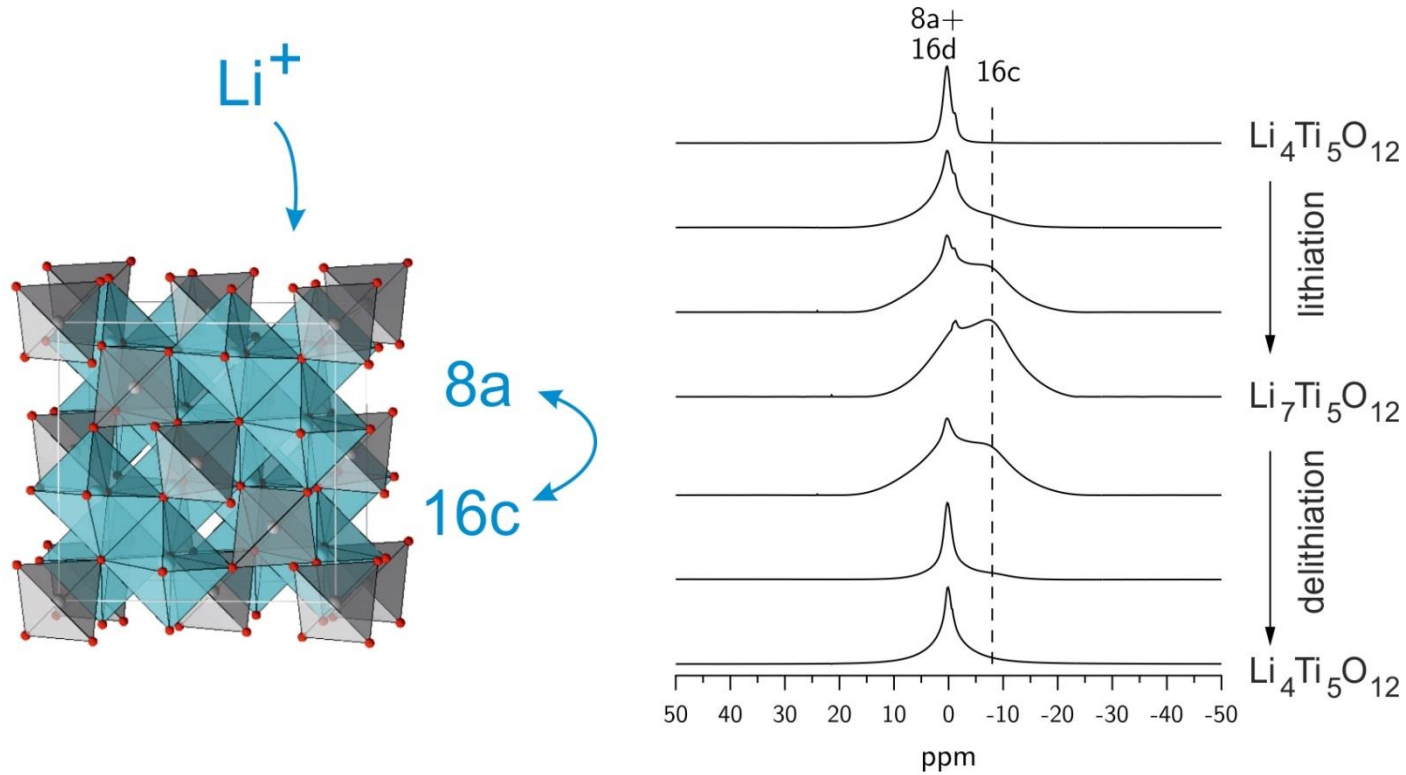 Li⁺
8a
16c
8a+
16d
16c
Li₄Ti₅O₁₂
lithiation
Li₇Ti₅O₁₂
delithiation
Li₄Ti₅O₁₂
50 40 30 20 10 0 -10 -20 -30 -40 -50
ppm